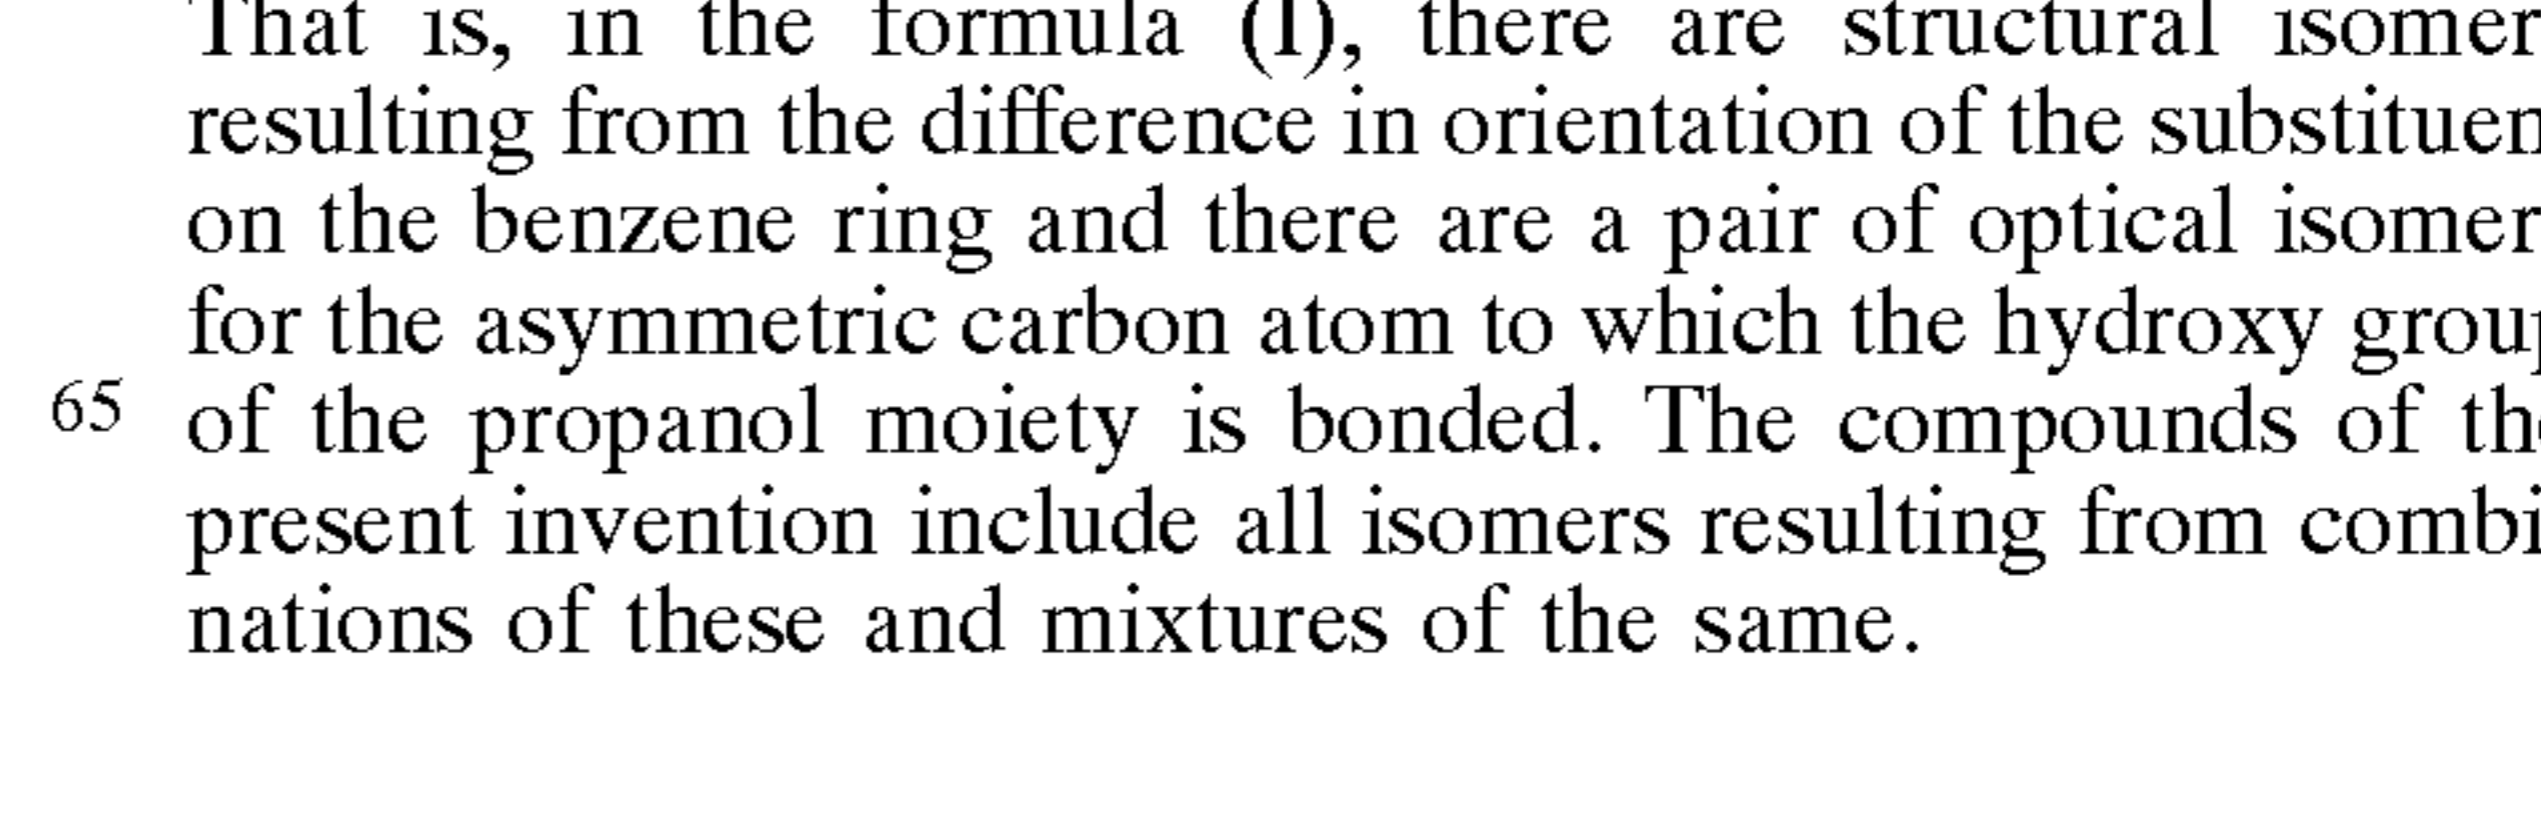 That is, in the formula (I), there are structural isomer
resulting from the difference in orientation of the substituen
on the benzene ring and there are a pair of optical isomer
for the asymmetric carbon atom to which the hydroxy group
65 of the propanol moiety is bonded. The compounds of the
present invention include all isomers resulting from combi
nations of these and mixtures of the same.